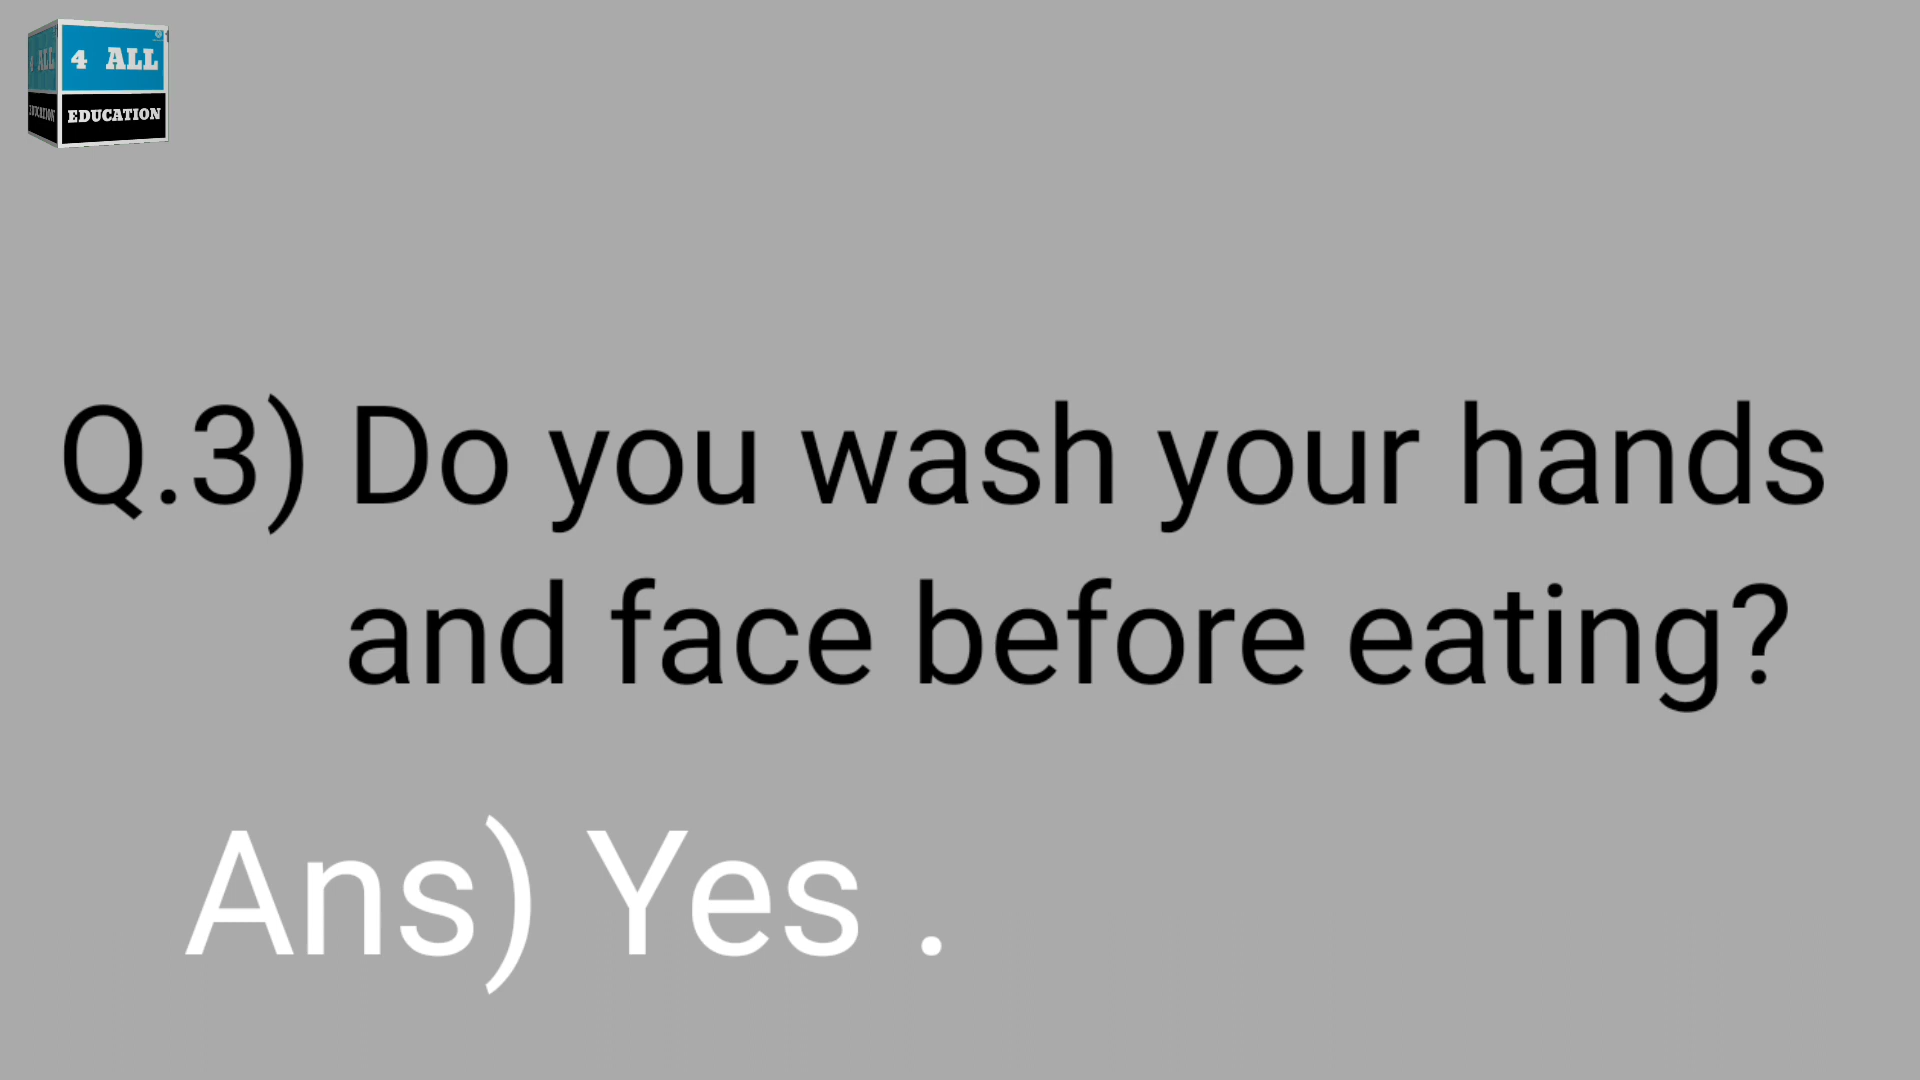 4 ALL
EDUCATION
Q.3) Do you wash your hands
and face before eating?
Ans) Yes .